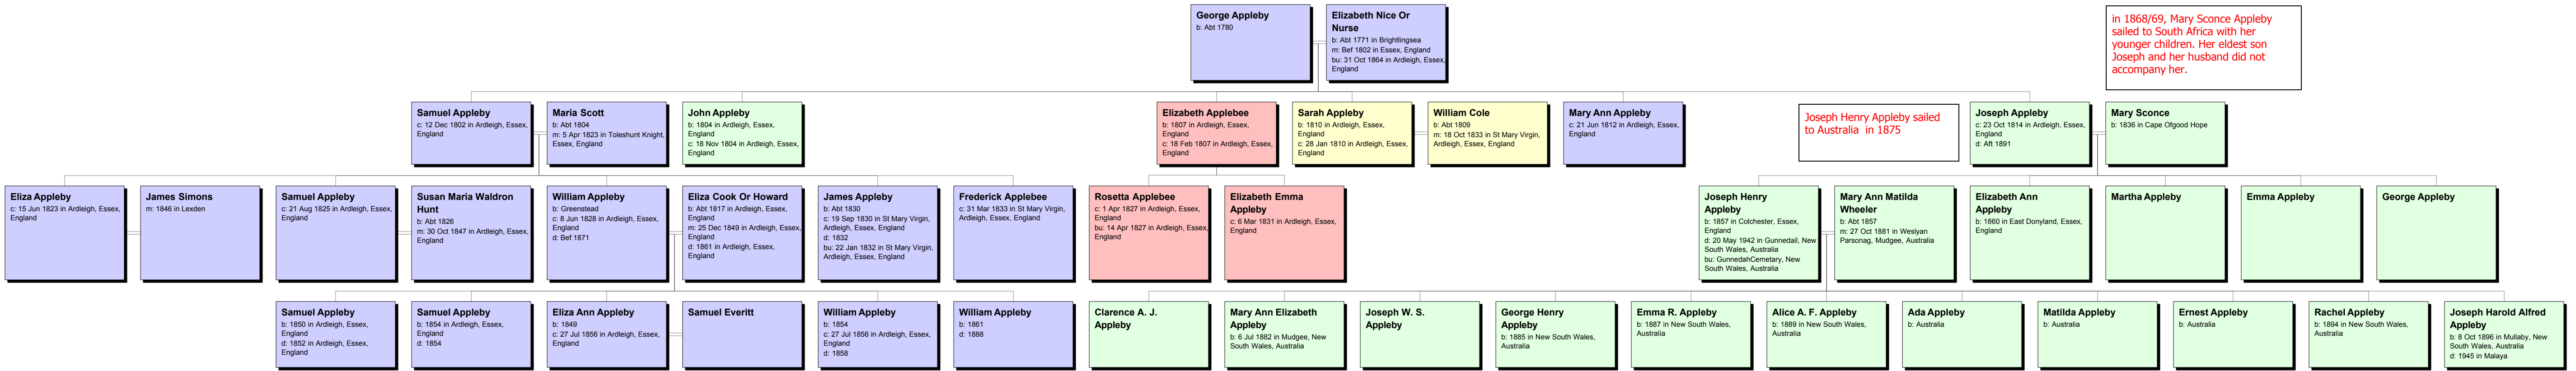 George Appleby
b: Abt 1780
Elizabeth Nice Or
Nurse
b: Abt 1771 in Brightlingsea
m: Bef 1802 in Essex, England
bu: 31 Oct 1864 in Ardleigh, Essex,
England
in 1868/69, Mary Sconce Appleby
sailed to South Africa with her
younger children. Her eldest son
Joseph and her husband did not
accompany her.
Samuel Appleby
c: 12 Dec 1802 in Ardleigh, Essex,
England
Maria Scott
b: Abt 1804
m: 5 Apr 1823 in Toleshunt Knight,
Essex, England
John Appleby
b: 1804 in Ardleigh, Essex,
England
c: 18 Nov 1804 in Ardleigh, Essex,
England
Elizabeth Applebee
b: 1807 in Ardleigh, Essex,
England
c: 18 Feb 1807 in Ardleigh, Essex,
England
Sarah Appleby
b: 1810 in Ardleigh, Essex,
England
c: 28 Jan 1810 in Ardleigh, Essex,
England
William Cole
b: Abt 1809
m: 18 Oct 1833 in St Mary Virgin,
Ardleigh, Essex, England
Mary Ann Appleby
c: 21 Jun 1812 in Ardleigh, Essex,
England
Joseph Henry Appleby sailed
to Australia  in 1875
Joseph Appleby
c: 23 Oct 1814 in Ardleigh, Essex,
England
d: Aft 1891
Mary Sconce
b: 1836 in Cape Ofgood Hope
Eliza Appleby
c: 15 Jun 1823 in Ardleigh, Essex,
England
James Simons
m: 1846 in Lexden
Samuel Appleby
c: 21 Aug 1825 in Ardleigh, Essex,
England
Susan Maria Waldron
Hunt
b: Abt 1826
m: 30 Oct 1847 in Ardleigh, Essex,
England
William Appleby
b: Greenstead
c: 8 Jun 1828 in Ardleigh, Essex,
England
d: Bef 1871
Eliza Cook Or Howard
b: Abt 1817 in Ardleigh, Essex,
England
m: 25 Dec 1849 in Ardleigh, Essex,
England
d: 1861 in Ardleigh, Essex,
England
James Appleby
b: Abt 1830
c: 19 Sep 1830 in St Mary Virgin,
Ardleigh, Essex, England
d: 1832
bu: 22 Jan 1832 in St Mary Virgin,
Ardleigh, Essex, England
Frederick Applebee
c: 31 Mar 1833 in St Mary Virgin,
Ardleigh, Essex, England
Rosetta Applebee
c: 1 Apr 1827 in Ardleigh, Essex,
England
bu: 14 Apr 1827 in Ardleigh, Essex,
England
Elizabeth Emma
Appleby
c: 6 Mar 1831 in Ardleigh, Essex,
England
Joseph Henry
Appleby
b: 1857 in Colchester, Essex,
England
d: 20 May 1942 in Gunnedail, New
South Wales, Australia
bu: GunnedahCemetary, New
South Wales, Australia
Mary Ann Matilda
Wheeler
b: Abt 1857
m: 27 Oct 1881 in Weslyan
Parsonag, Mudgee, Australia
Elizabeth Ann
Appleby
b: 1860 in East Donyland, Essex,
England
Martha Appleby
Emma Appleby
George Appleby
Samuel Appleby
b: 1850 in Ardleigh, Essex,
England
d: 1852 in Ardleigh, Essex,
England
Samuel Appleby
b: 1854 in Ardleigh, Essex,
England
d: 1854
Eliza Ann Appleby
b: 1849
c: 27 Jul 1856 in Ardleigh, Essex,
England
Samuel Everitt
William Appleby
b: 1854
c: 27 Jul 1856 in Ardleigh, Essex,
England
d: 1858
William Appleby
b: 1861
d: 1888
Clarence A. J.
Appleby
Mary Ann Elizabeth
Appleby
b: 6 Jul 1882 in Mudgee, New
South Wales, Australia
Joseph W. S.
Appleby
George Henry
Appleby
b: 1885 in New South Wales,
Australia
Emma R. Appleby
b: 1887 in New South Wales,
Australia
Alice A. F. Appleby
b: 1889 in New South Wales,
Australia
Ada Appleby
b: Australia
Matilda Appleby
b: Australia
Ernest Appleby
b: Australia
Rachel Appleby
b: 1894 in New South Wales,
Australia
Joseph Harold Alfred
Appleby
b: 8 Oct 1896 in Mullaby, New
South Wales, Australia
d: 1945 in Malaya